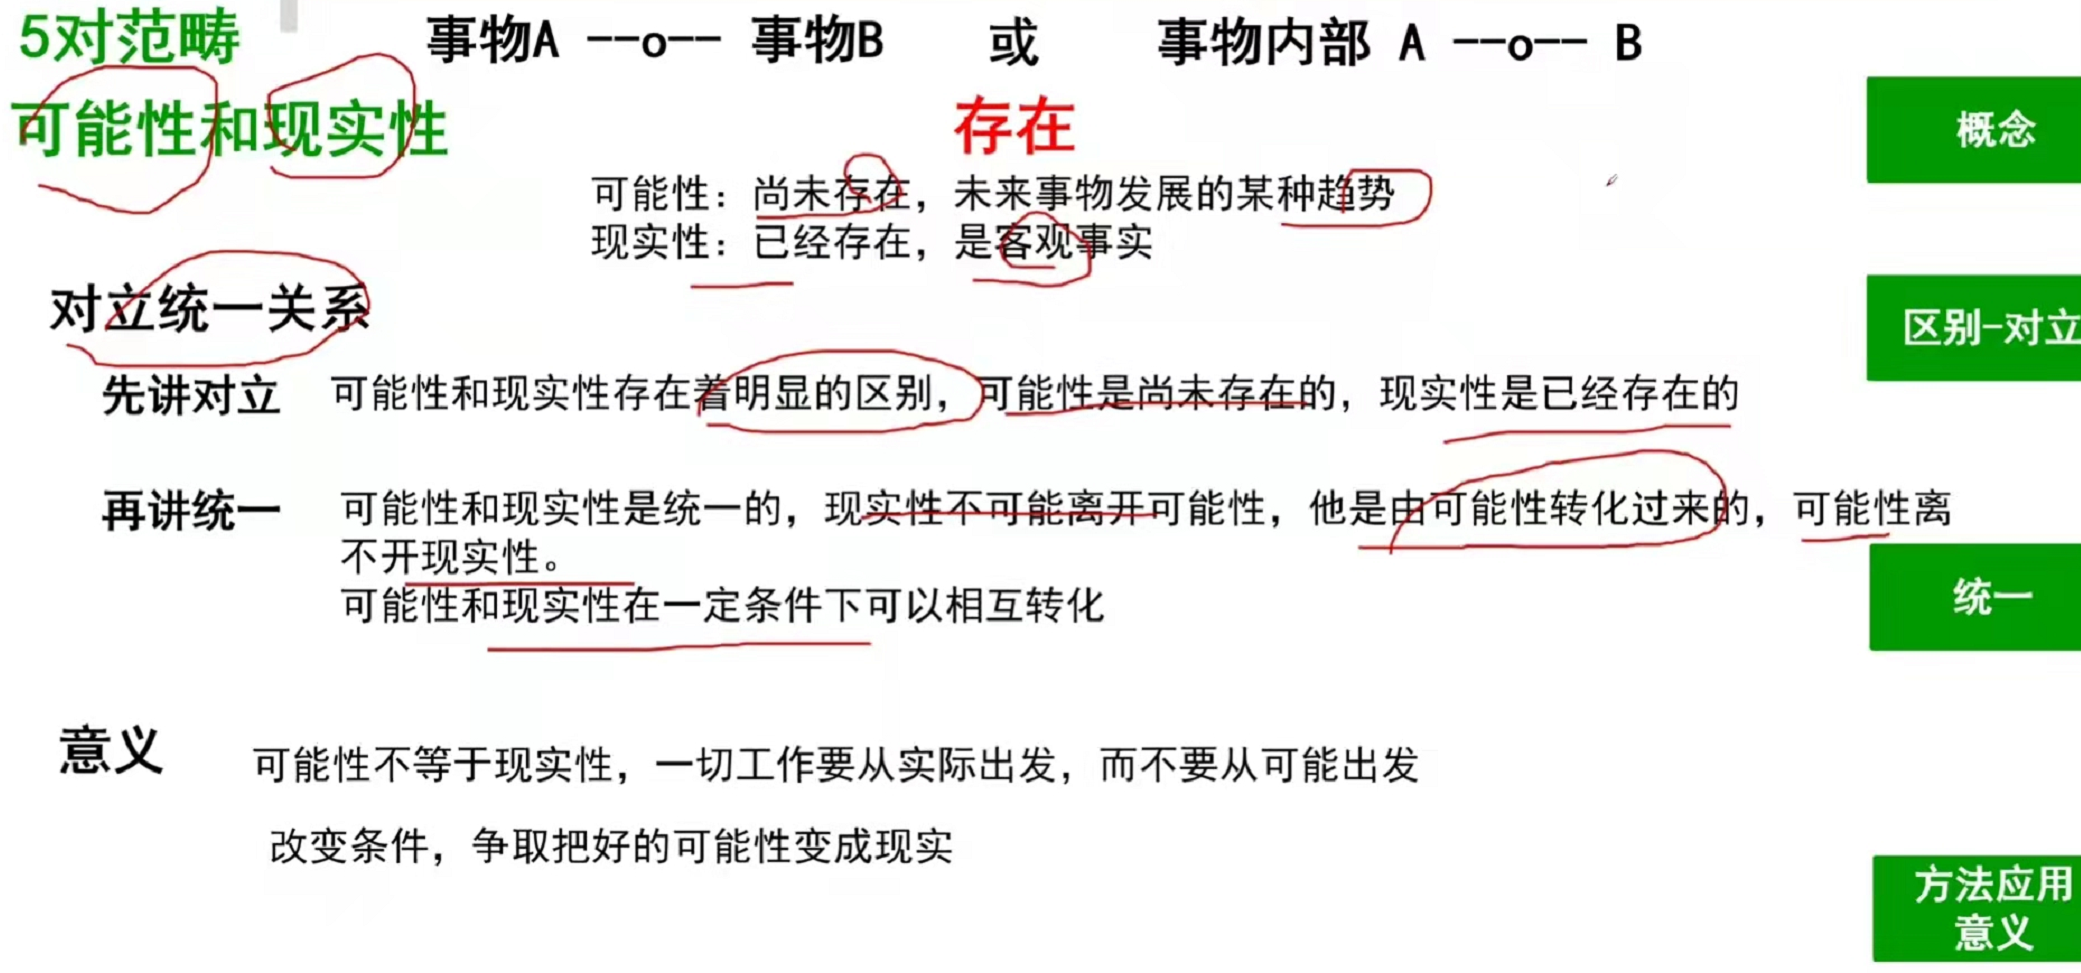 5对范畴
事物A --o-- 事物B 或 事物内部 A --o-- B
可能性和现实性
存在
概念
可能性：尚未存在，未来事物发展的某种趋势
现实性：已经存在，是客观事实
对立统一关系
区别-对立
先讲对立 可能性和现实性存在着明显的区别，可能性是尚未存在的，现实性是已经存在的
再讲统一 可能性和现实性是统一的，现实性不可能离开可能性，他是由可能性转化过来的，可能性离
不开现实性。
可能性和现实性在一定条件下可以相互转化
统一
意义 可能性不等于现实性，一切工作要从实际出发，而不要从可能出发
改变条件，争取把好的可能性变成现实
方法应用
意义